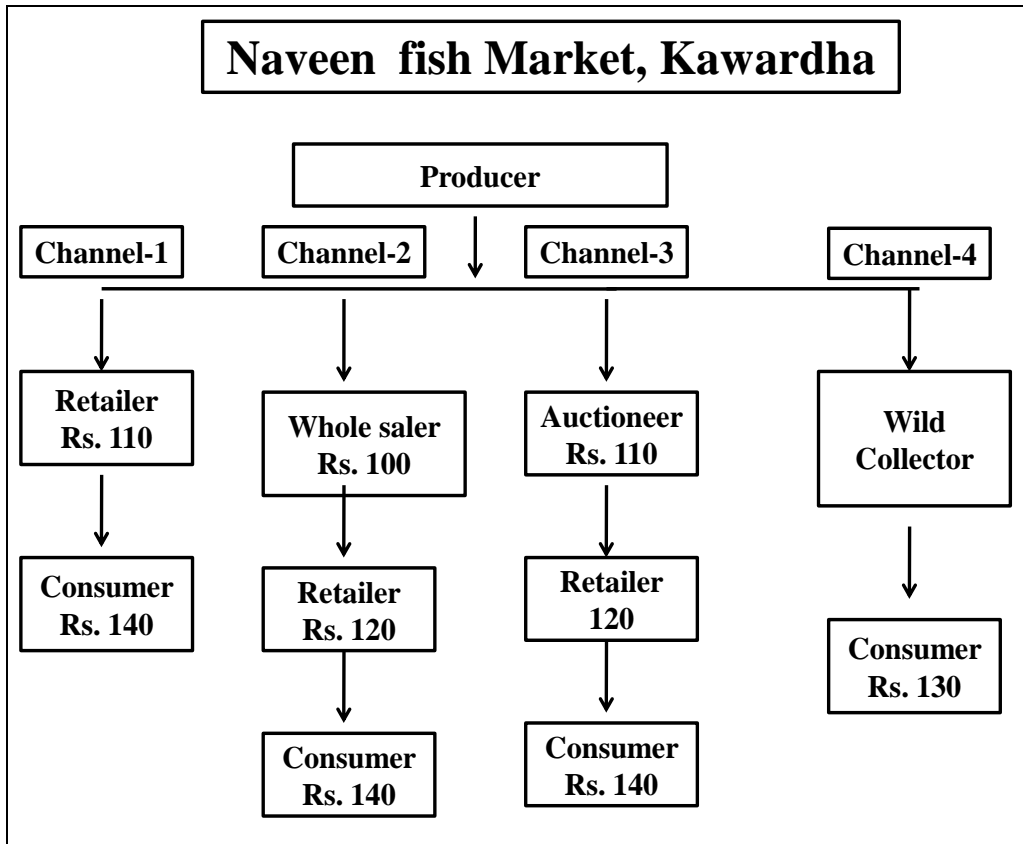 Naveen fish Market, Kawardha
Producer
Channel-1
Channel-2
Channel-3
Channel-4
Retailer
Rs. 110
Whole saler
Rs. 100
Auctioneer
Rs. 110
Wild
Collector
Consumer
Rs. 140
Retailer
Rs. 120
Retailer
120
Consumer
Rs. 130
Consumer
Rs. 140
Consumer
Rs. 140